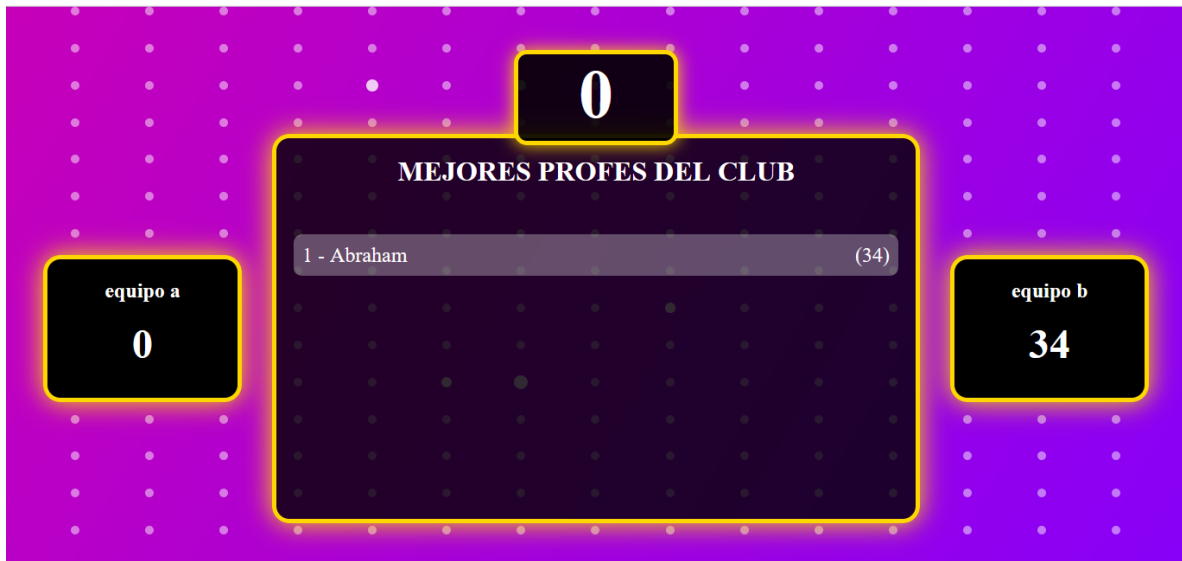 0
MEJORES PROFES DEL CLUB
1 - Abraham (34)
equipo a
0
equipo b
34